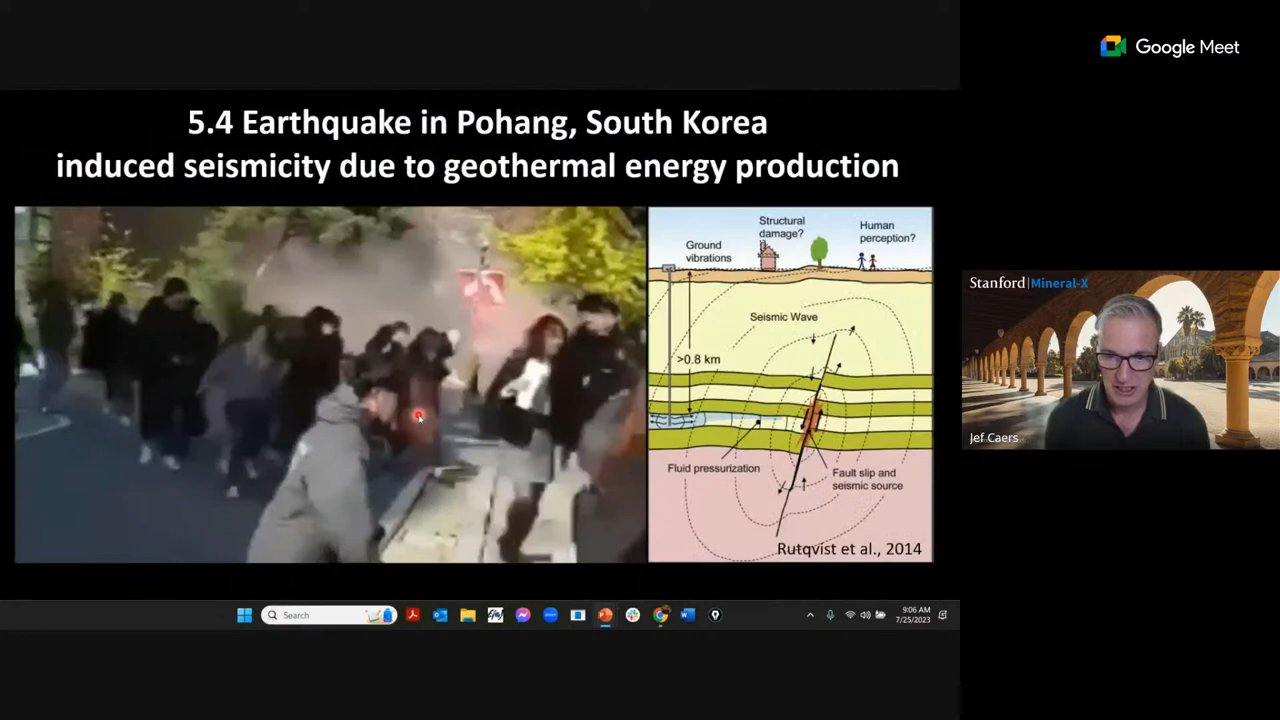 Google Meet
5.4 Earthquake in Pohang, South Korea
induced seismicity due to geothermal energy production
Structural
damage?
Human
perception?
Ground
vibrations
Seismic Wave
>0.8 km
Fluid pressurization
Fault slip and
seismic source
Rutqvist et al., 2014
Stanford | Mineral-X
Jef Caers
Search
9:06 AM
7/25/2023